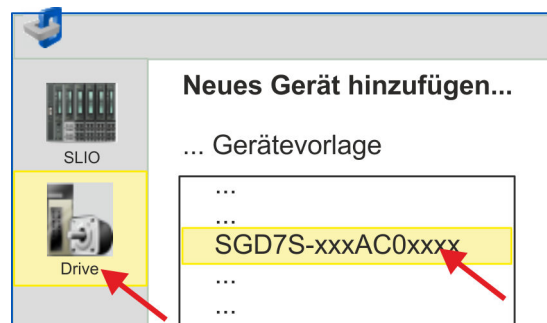 Neues Gerät hinzufügen...
SLIO
... Gerätevorlage
...
...
SGD7S-xxxAC0xxxx
Drive
...
...